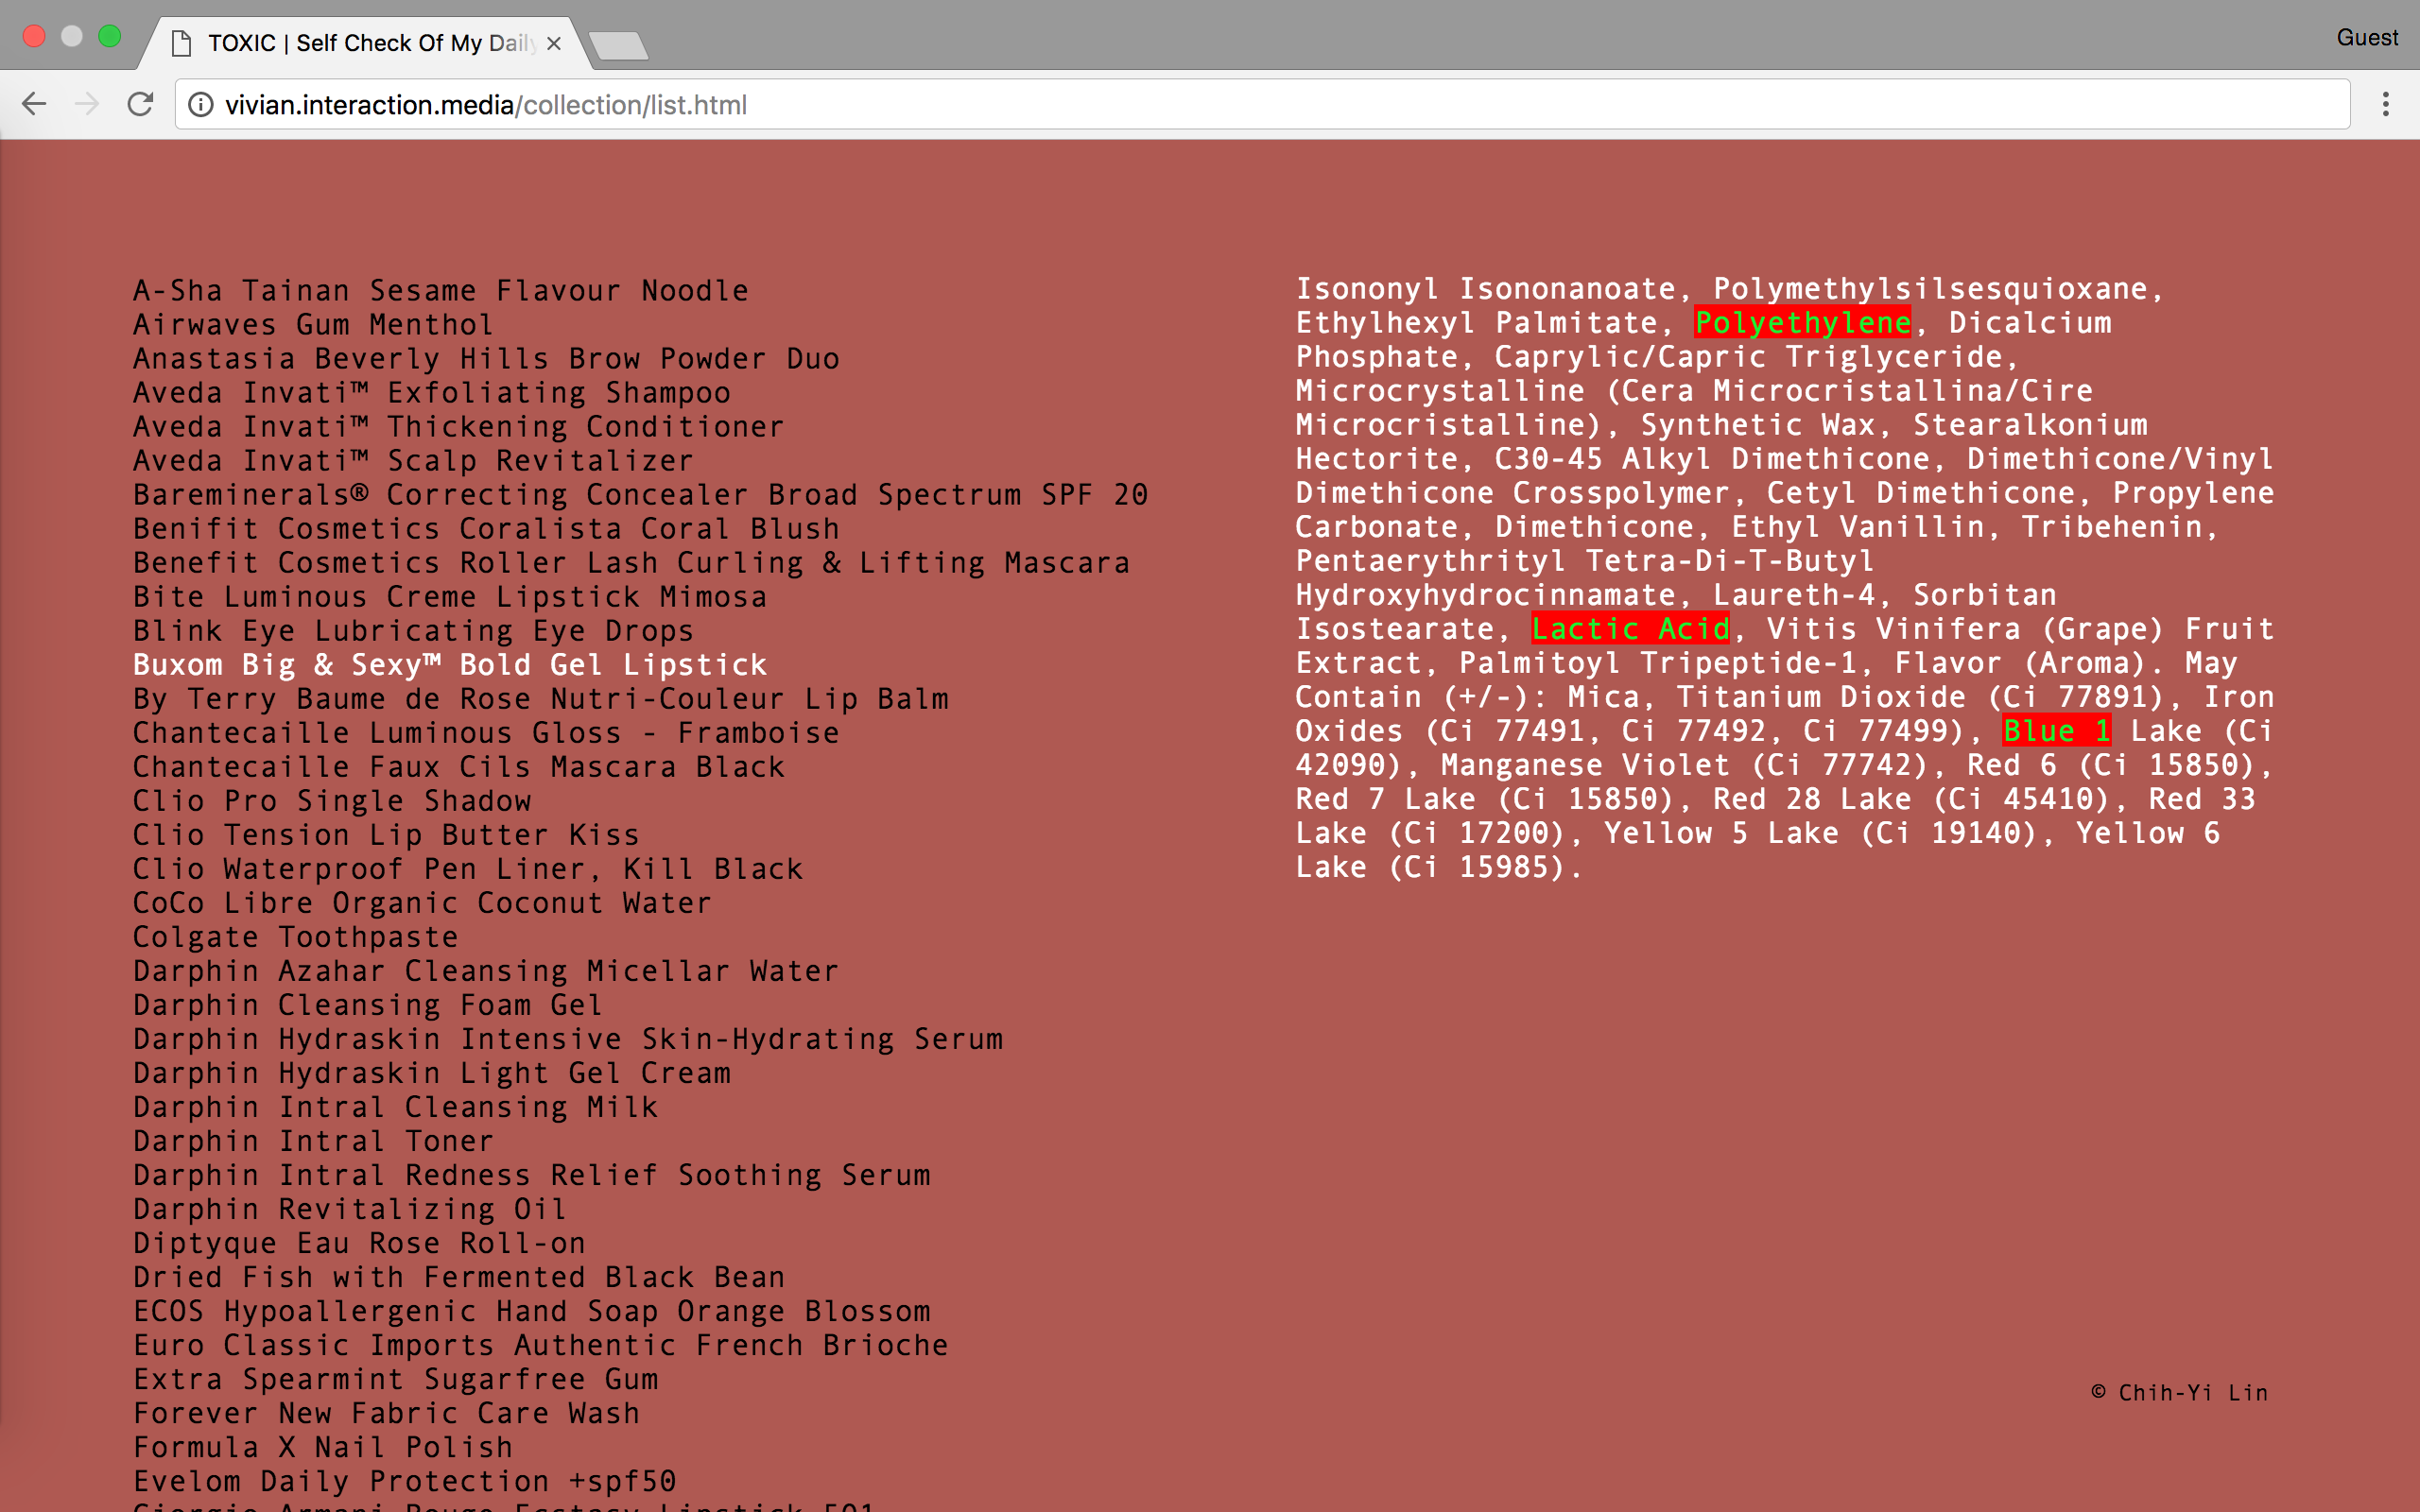 TOXIC | Self Check Of My Daily
Guest
vivian.interaction.media/collection/list.html
A-Sha Tainan Sesame Flavour Noodle
Airwaves Gum Menthol
Anastasia Beverly Hills Brow Powder Duo
Aveda Invati™ Exfoliating Shampoo
Aveda Invati™ Thickening Conditioner
Aveda Invati™ Scalp Revitalizer
Bareminerals® Correcting Concealer Broad Spectrum SPF 20
Benifit Cosmetics Coralista Coral Blush
Benefit Cosmetics Roller Lash Curling & Lifting Mascara
Bite Luminous Creme Lipstick Mimosa
Blink Eye Lubricating Eye Drops
Buxom Big & Sexy™ Bold Gel Lipstick
By Terry Baume de Rose Nutri-Couleur Lip Balm
Chantecaille Luminous Gloss - Framboise
Chantecaille Faux Cils Mascara Black
Clio Pro Single Shadow
Clio Tension Lip Butter Kiss
Clio Waterproof Pen Liner, Kill Black
CoCo Libre Organic Coconut Water
Colgate Toothpaste
Darphin Azahar Cleansing Micellar Water
Darphin Cleansing Foam Gel
Darphin Hydraskin Intensive Skin-Hydrating Serum
Darphin Hydraskin Light Gel Cream
Darphin Intral Cleansing Milk
Darphin Intral Toner
Darphin Intral Redness Relief Soothing Serum
Darphin Revitalizing Oil
Diptyque Eau Rose Roll-on
Dried Fish with Fermented Black Bean
ECOS Hypoallergenic Hand Soap Orange Blossom
Euro Classic Imports Authentic French Brioche
Extra Spearmint Sugarfree Gum
Forever New Fabric Care Wash
Formula X Nail Polish
Evelom Daily Protection +spf50
Giorgio Armani Rouge Ecstasy Lipstick 501
Isononyl Isononanoate, Polymethylsilsesquioxane,
Ethylhexyl Palmitate, Polyethylene, Dicalcium
Phosphate, Caprylic/Capric Triglyceride,
Microcrystalline (Cera Microcristallina/Cire
Microcristalline), Synthetic Wax, Stearalkonium
Hectorite, C30-45 Alkyl Dimethicone, Dimethicone/Vinyl
Dimethicone Crosspolymer, Cetyl Dimethicone, Propylene
Carbonate, Dimethicone, Ethyl Vanillin, Tribehenin,
Pentaerythrityl Tetra-Di-T-Butyl
Hydroxyhydrocinnamate, Laureth-4, Sorbitan
Isostearate, Lactic Acid, Vitis Vinifera (Grape) Fruit
Extract, Palmitoyl Tripeptide-1, Flavor (Aroma). May
Contain (+/-): Mica, Titanium Dioxide (Ci 77891), Iron
Oxides (Ci 77491, Ci 77492, Ci 77499), Blue 1 Lake (Ci
42090), Manganese Violet (Ci 77742), Red 6 (Ci 15850),
Red 7 Lake (Ci 15850), Red 28 Lake (Ci 45410), Red 33
Lake (Ci 17200), Yellow 5 Lake (Ci 19140), Yellow 6
Lake (Ci 15985).
© Chih-Yi Lin